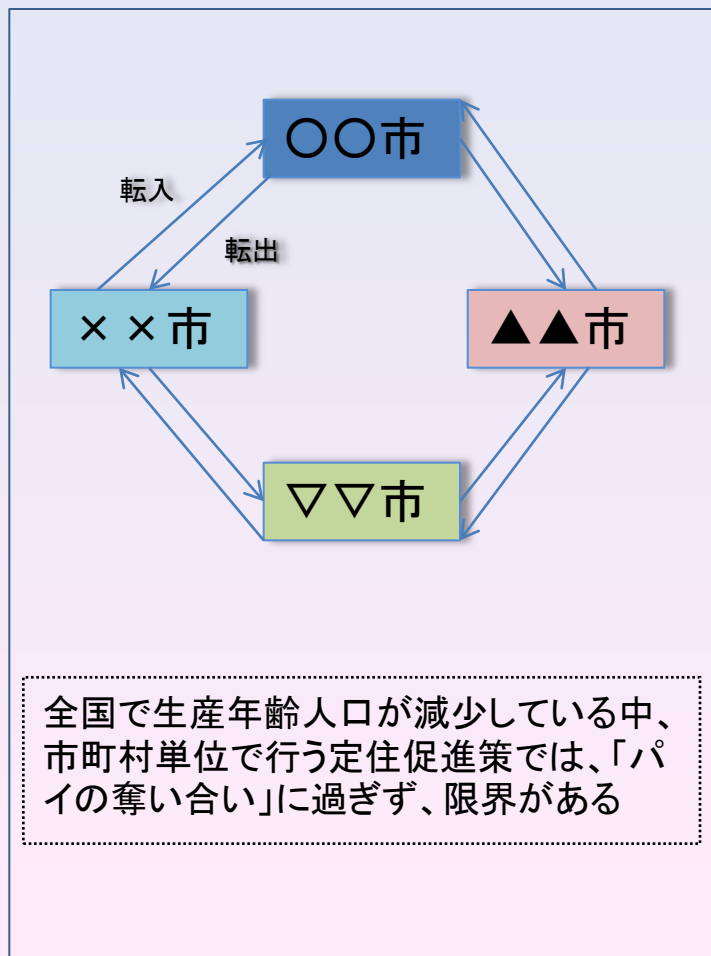 〇〇市
転入
転出
××市
▲▲市
▽▽市
全国で生産年齢人口が減少している中、
市町村単位で行う定住促進策では、「パ
イの奪い合い」に過ぎず、限界がある